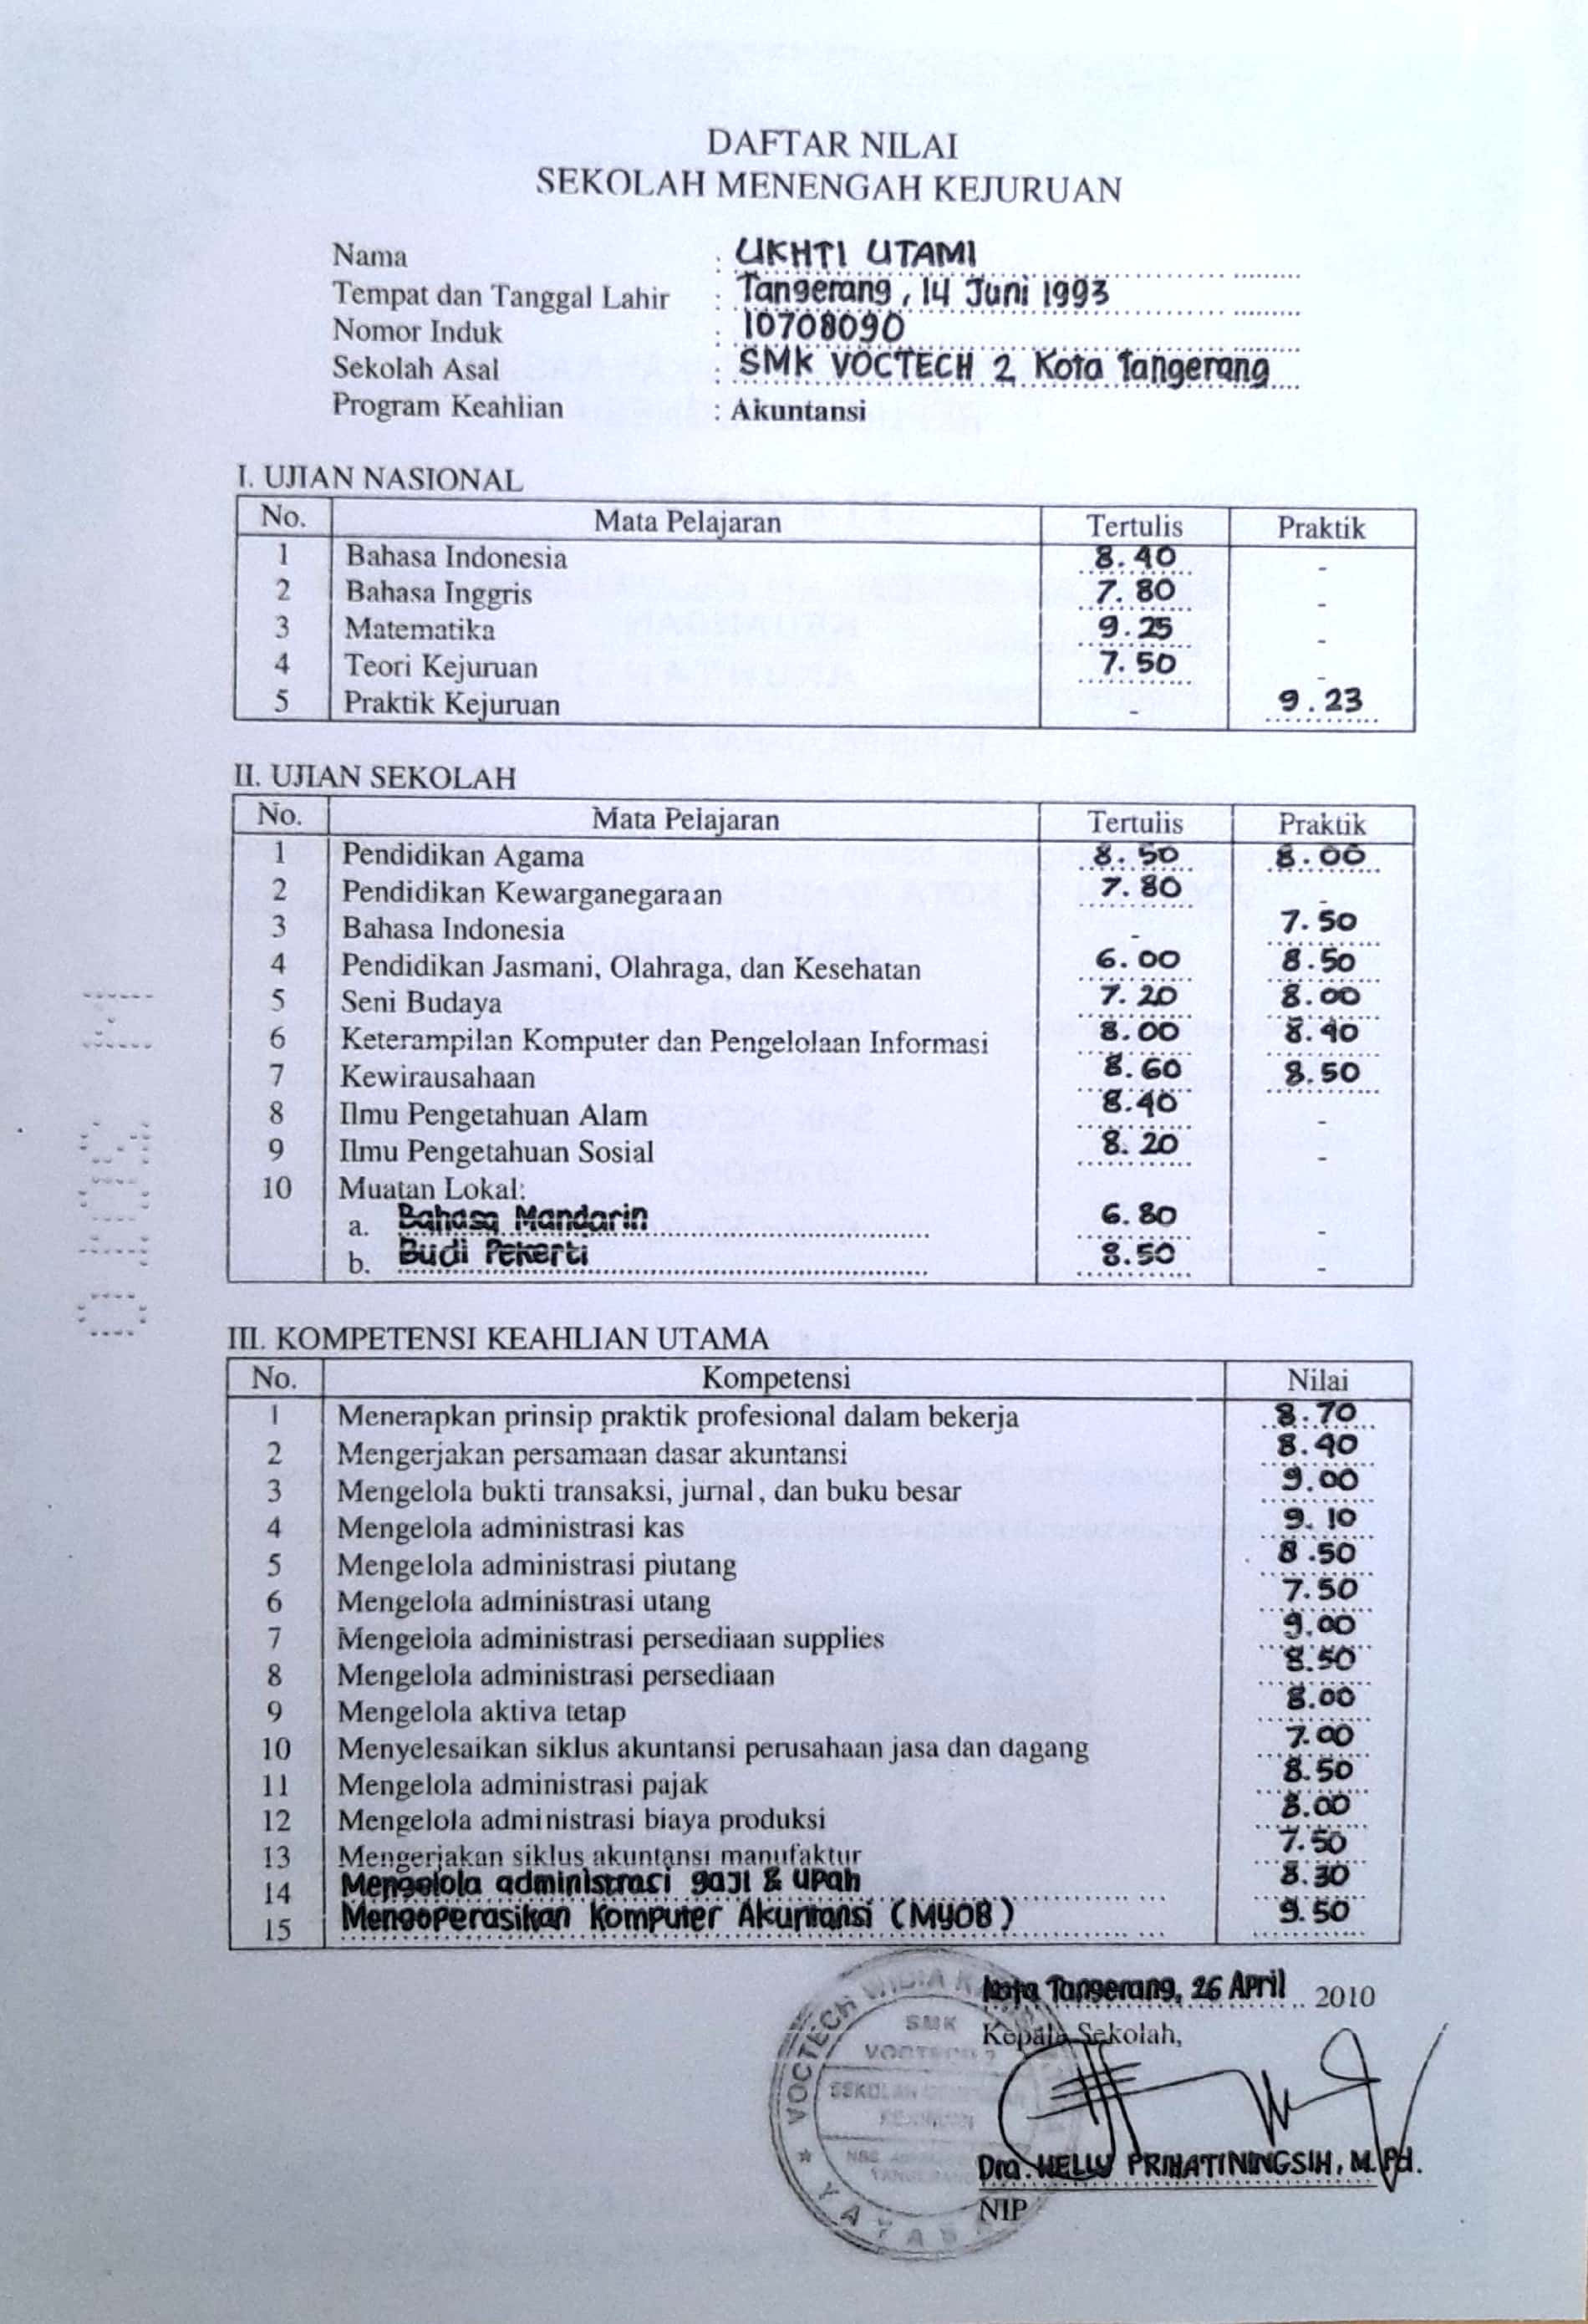 DAFTAR NILAI
SEKOLAH MENENGAH KEJURUAN
Nama : UKHTI UTAMI
Tempat dan Tanggal Lahir : Tangerang, 14 Juni 1993
Nomor Induk : 10708090
Sekolah Asal : SMK VOCTECH 2 Kota Tangerang
Program Keahlian : Akuntansi
I. UJIAN NASIONAL
No. Mata Pelajaran Tertulis Praktik
1 Bahasa Indonesia 8.40 -
2 Bahasa Inggris 7.80 -
3 Matematika 9.25 -
4 Teori Kejuruan 7.50 -
5 Praktik Kejuruan - 9.23
II. UJIAN SEKOLAH
No. Mata Pelajaran Tertulis Praktik
1 Pendidikan Agama 8.50 8.00
2 Pendidikan Kewarganegaraan 7.80 -
3 Bahasa Indonesia - 7.50
4 Pendidikan Jasmani, Olahraga, dan Kesehatan 6.00 8.50
5 Seni Budaya 7.20 8.00
6 Keterampilan Komputer dan Pengelolaan Informasi 8.00 8.90
7 Kewirausahaan 8.60 8.50
8 Ilmu Pengetahuan Alam 8.40 -
9 Ilmu Pengetahuan Sosial 8.20 -
10 Muatan Lokal:
a. Bahasa Mandarin 6.80 -
b. Budi Pekerti 8.50 -
III. KOMPETENSI KEAHLIAN UTAMA
No. Kompetensi Nilai
1 Menerapkan prinsip praktik profesional dalam bekerja 8.70
2 Mengerjakan persamaan dasar akuntansi 8.90
3 Mengelola bukti transaksi, jurnal, dan buku besar 9.00
4 Mengelola administrasi kas 9.10
5 Mengelola administrasi piutang 8.50
6 Mengelola administrasi utang 7.50
7 Mengelola administrasi persediaan supplies 9.00
8 Mengelola administrasi persediaan 8.50
9 Mengelola aktiva tetap 8.00
10 Menyelesaikan siklus akuntansi perusahaan jasa dan dagang 7.00
11 Mengelola administrasi pajak 8.50
12 Mengelola administrasi biaya produksi 8.00
13 Mengerjakan siklus akuntansi manufaktur 7.50
14 Mengelola administrasi gaji & upah 8.30
15 Mengoperasikan Komputer Akuntansi (MYOB) 9.50
Kota Tangerang, 26 April 2010
Kepala Sekolah,
VOCTECH WIDIA
SMK
VOCTECH 2
SEKOLAH MENENGAH
KEJURUAN
TANGERANG
Dra. HELLY PRIHATININGSIH, M.Pd.
NIP